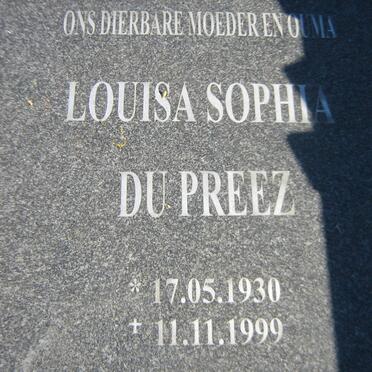 ONS DIERBARE MOEDER EN OUMA
LOUISA SOPHIA
DU PREEZ
* 17.05.1930
† 11.11.1999